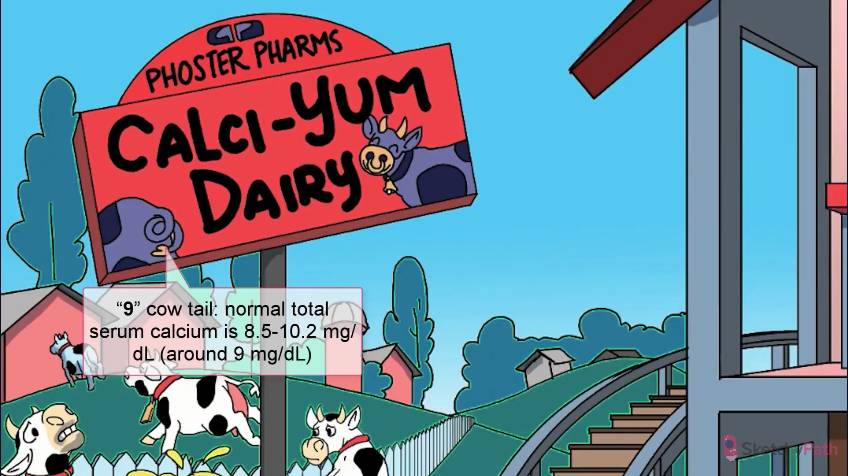 PHOSTER PHARMS
CALCI-YUM
DAIRY
“9” cow tail: normal total
serum calcium is 8.5-10.2 mg/
dL (around 9 mg/dL)
SketchyPath